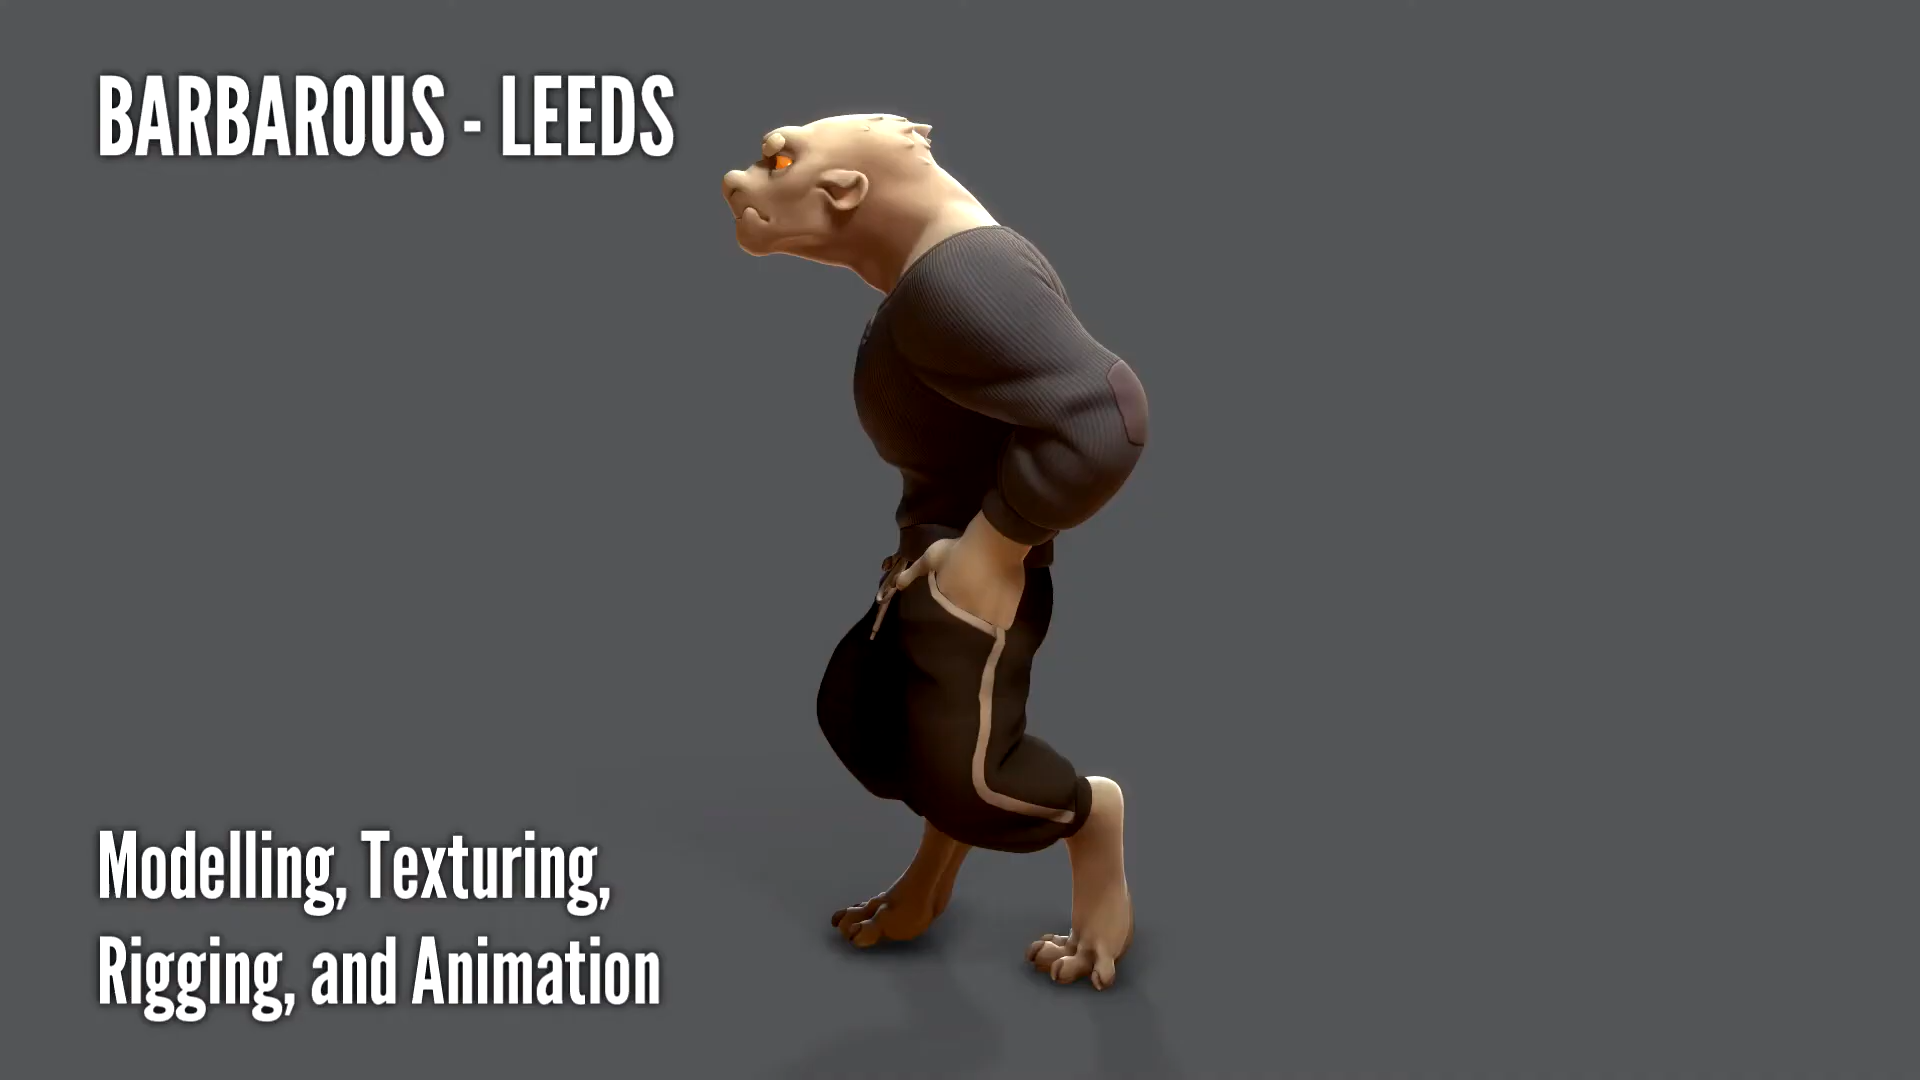 BARBAROUS - LEEDS
Modelling, Texturing,
Rigging, and Animation